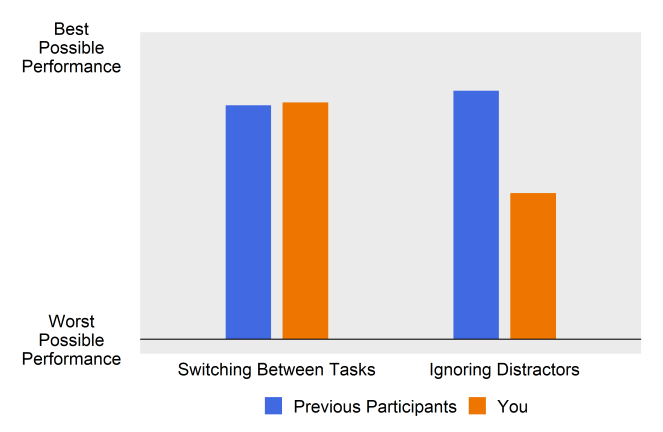 Best
Possible
Performance
Worst
Possible
Performance
Switching Between Tasks
Ignoring Distractors
Previous Participants
You